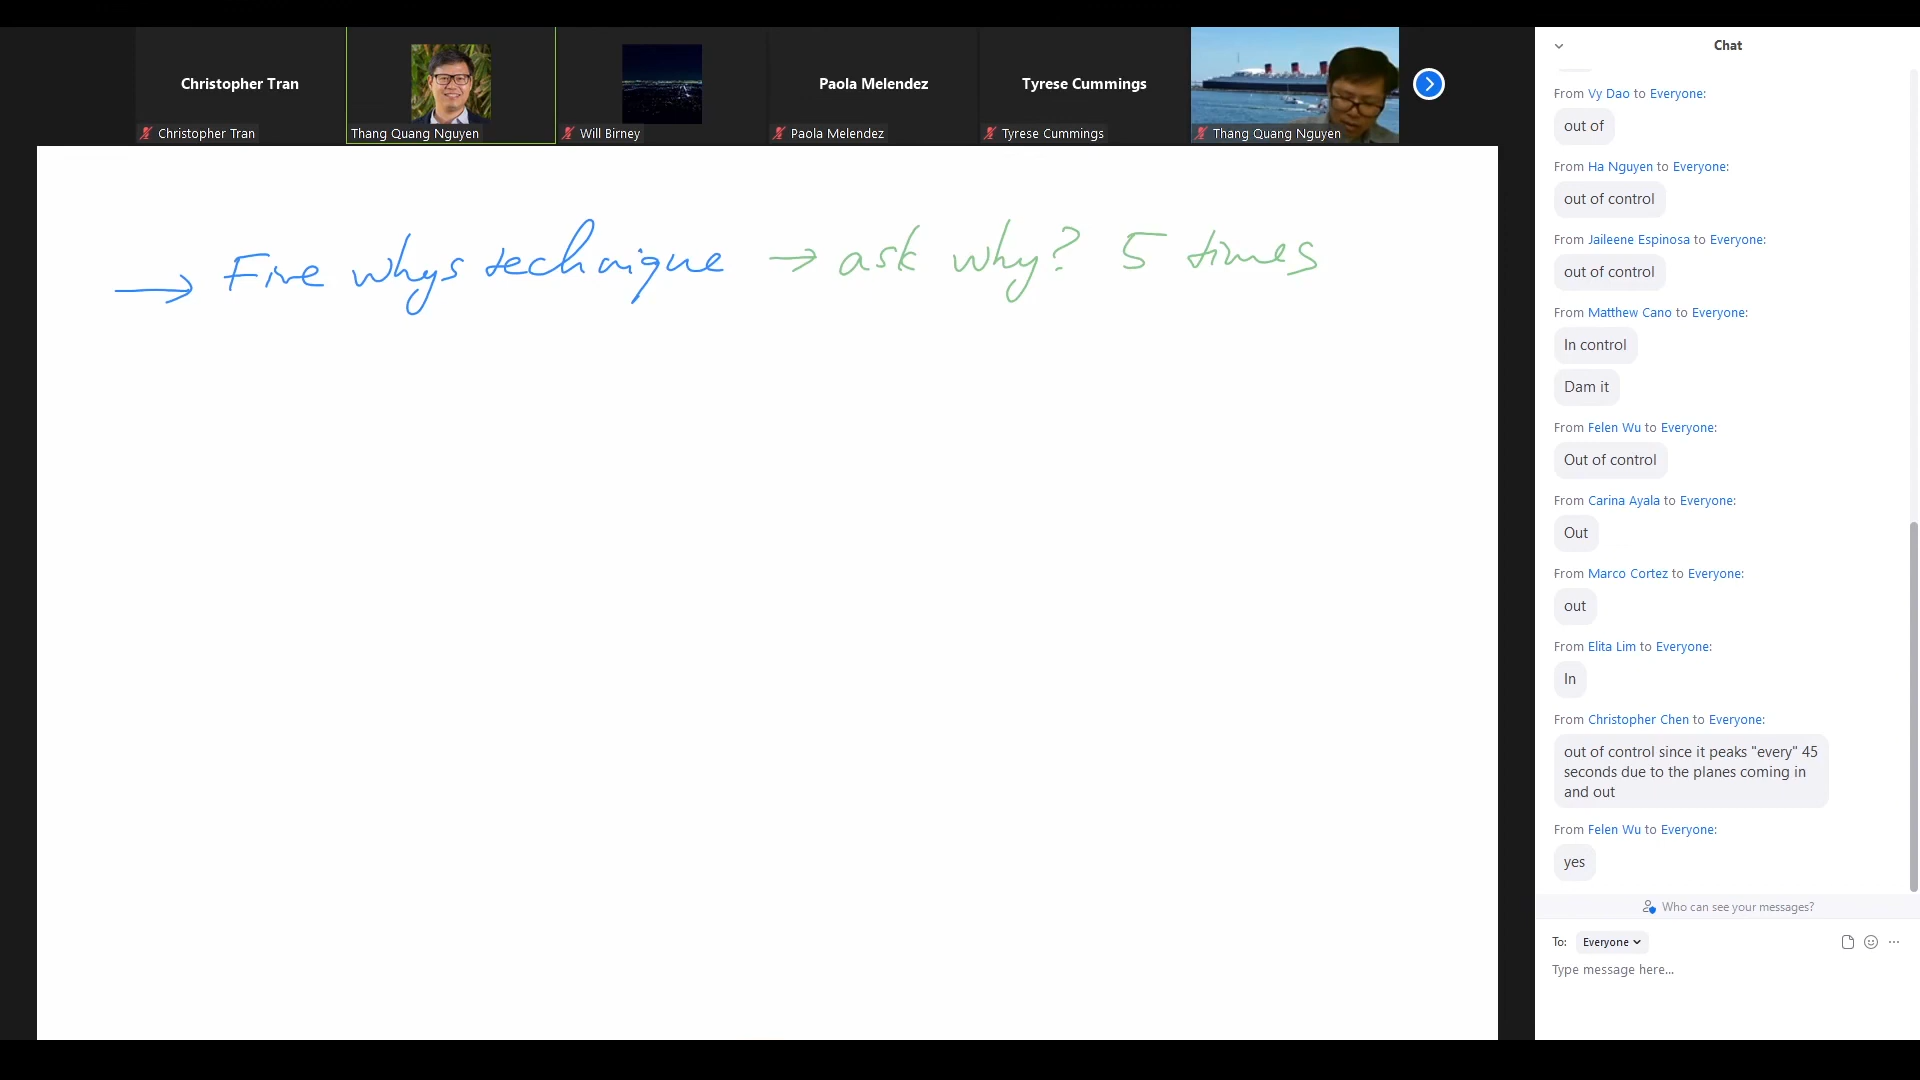 Christopher Tran
Paola Melendez
Tyrese Cummings
Christopher Tran
Thang Quang Nguyen
Will Birney
Paola Melendez
Tyrese Cummings
Thang Quang Nguyen
→ Five whys technique → ask why? 5 times
Chat
From Vy Dao to Everyone:
out of
From Ha Nguyen to Everyone:
out of control
From Jaileene Espinosa to Everyone:
out of control
From Matthew Cano to Everyone:
In control
Dam it
From Felen Wu to Everyone:
Out of control
From Carina Ayala to Everyone:
Out
From Marco Cortez to Everyone:
out
From Elita Lim to Everyone:
In
From Christopher Chen to Everyone:
out of control since it peaks "every" 45
seconds due to the planes coming in
and out
From Felen Wu to Everyone:
yes
Who can see your messages?
To: Everyone
Type message here...